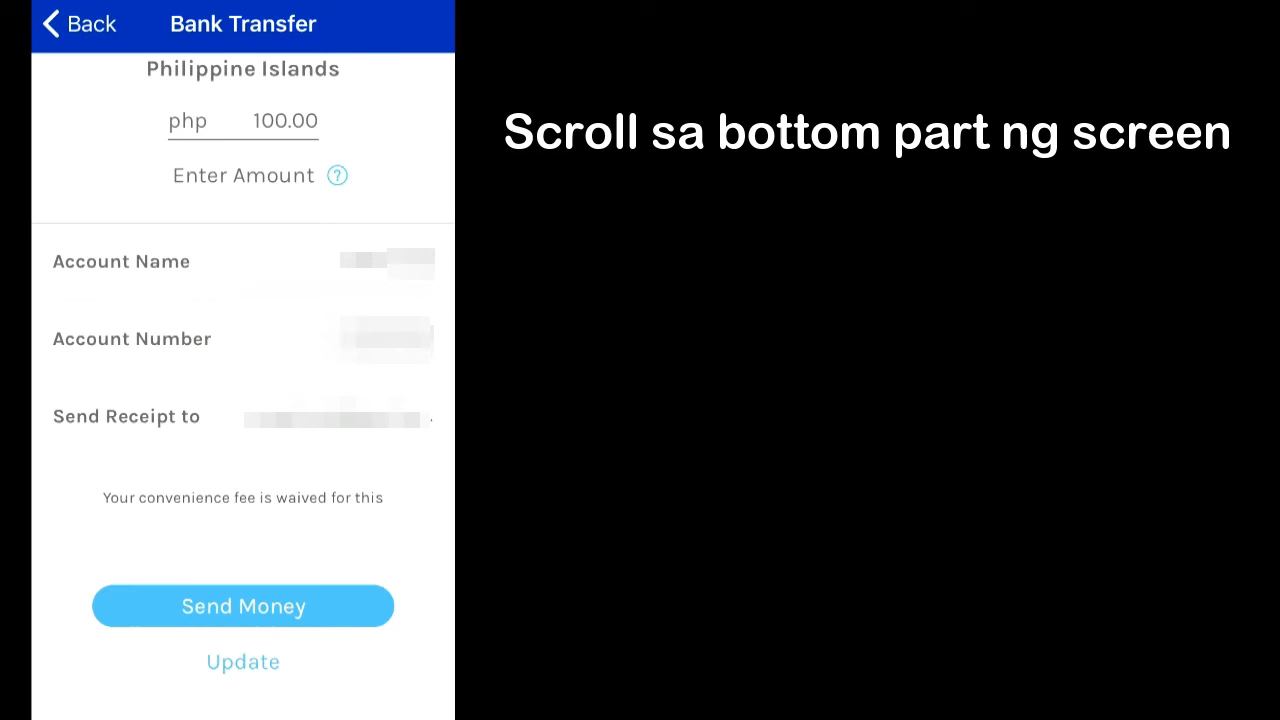 Back
Bank Transfer
Philippine Islands
php 100.00
Enter Amount ?
Account Name
Account Number
Send Receipt to
Your convenience fee is waived for this
Send Money
Update
Scroll sa bottom part ng screen